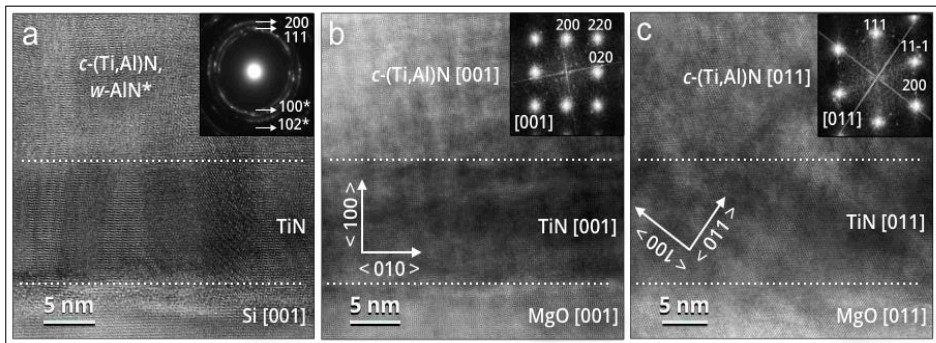 a
200
111
c-(Ti,Al)N,
w-AlN*
100*
102*
TiN
5 nm
Si [001]
b
200 220
020
c-(Ti,Al)N [001]
[001]
< 100 >
TiN [001]
< 010 >
5 nm
MgO [001]
c
111
11-1
c-(Ti,Al)N [011]
200
[011]
TiN [011]
< 100 >
< 011 >
5 nm
MgO [011]